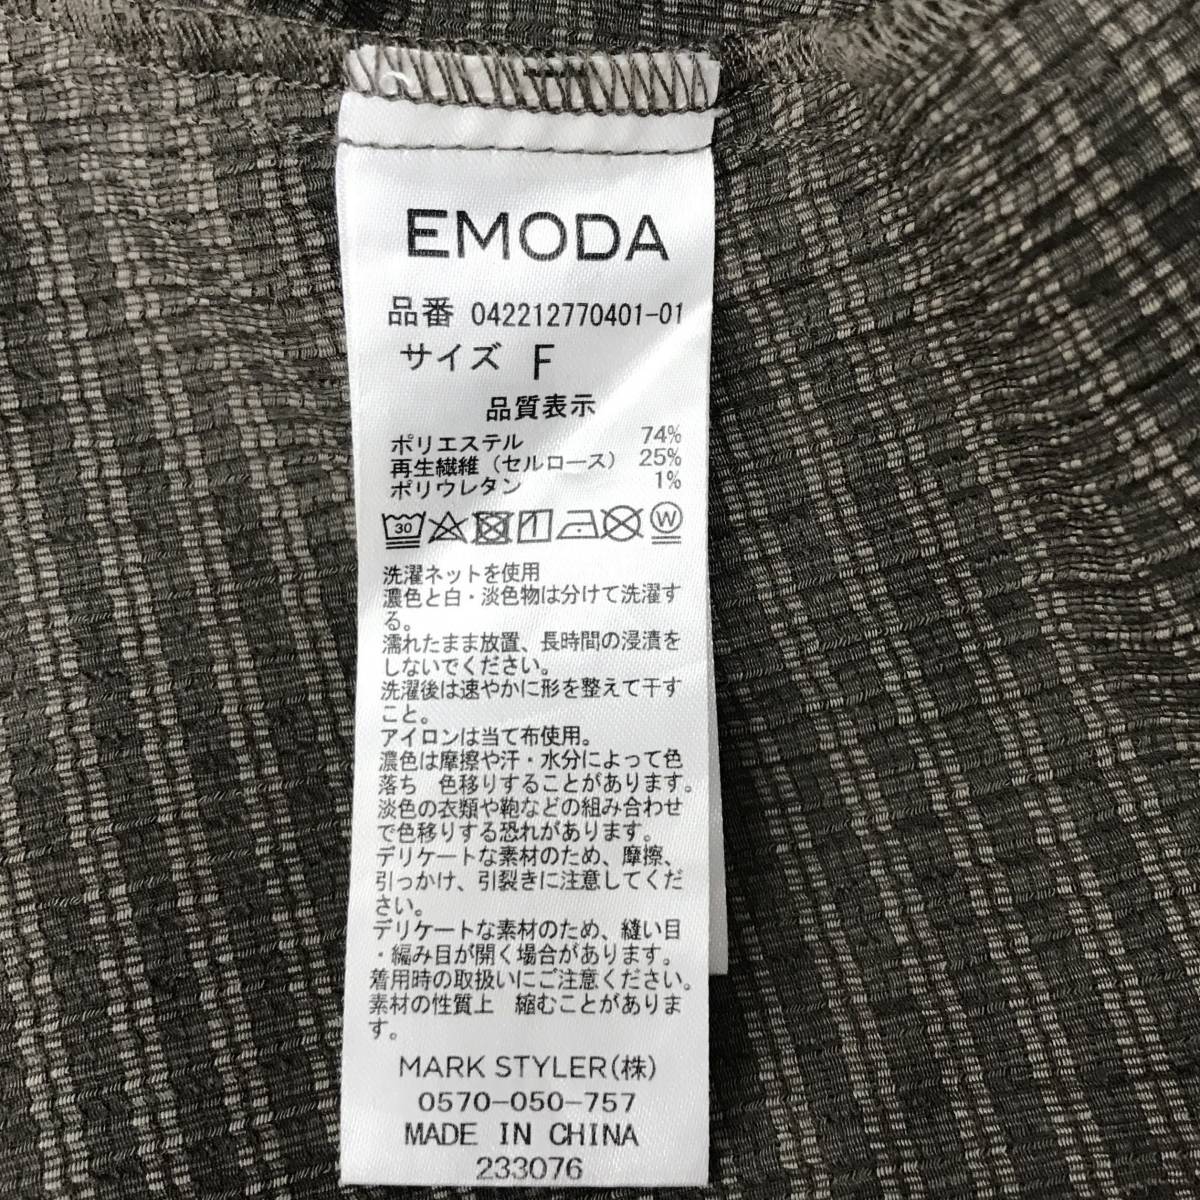 EMODA
品番 042212770401-01
サイズ F
品質表示
ポリエステル 74%
再生繊維(セルロース) 25%
ポリウレタン 1%
30 W
洗濯ネットを使用
濃色と白・淡色物は分けて洗濯す
る。
濡れたまま放置、長時間の浸漬を
しないでください。
洗濯後は速やかに形を整えて干す
こと。
アイロンは当て布使用。
濃色は摩擦や汗・水分によって色
落ち 色移りすることがあります。
淡色の衣類や鞄などの組み合わせ
で色移りする恐れがあります。
デリケートな素材のため、摩擦、
引っかけ、引裂きに注意してくだ
さい。
デリケートな素材のため、縫い目
・編み目が開く場合があります。
着用時の取扱いにご注意ください。
素材の性質上 縮むことがありま
す。
MARK STYLER(株)
0570-050-757
MADE IN CHINA
233076